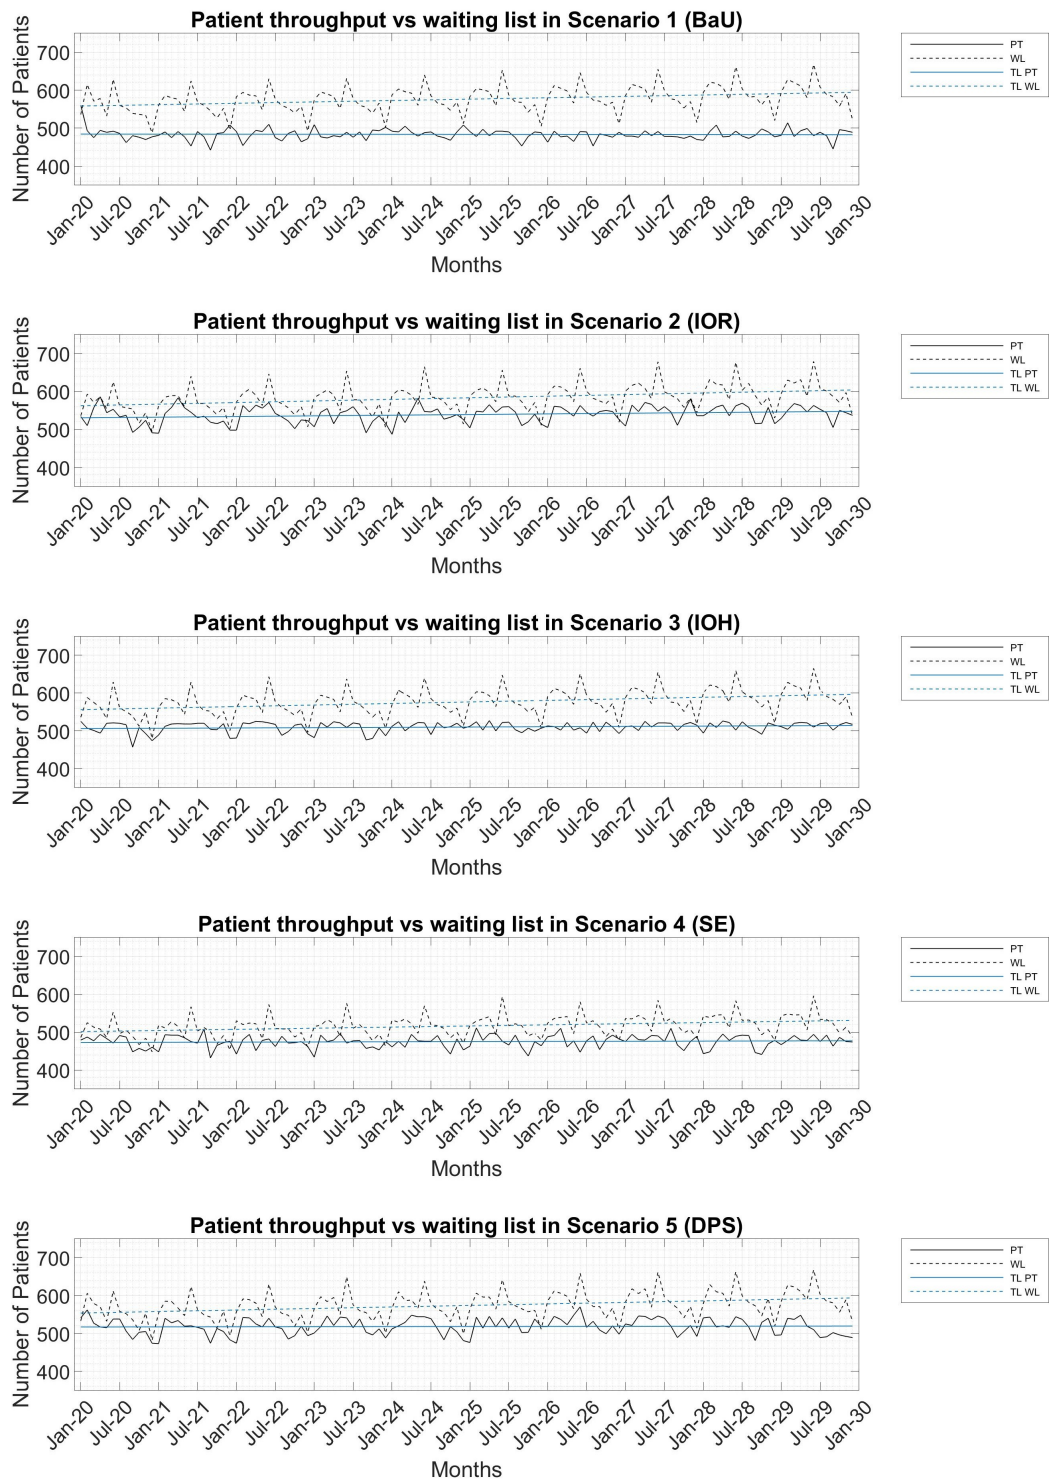 Patient throughput vs waiting list in Scenario 1 (BaU)
Number of Patients
700
600
500
400
Jan-20 Jul-20 Jan-21 Jul-21 Jan-22 Jul-22 Jan-23 Jul-23 Jan-24 Jul-24 Jan-25 Jul-25 Jan-26 Jul-26 Jan-27 Jul-27 Jan-28 Jul-28 Jan-29 Jul-29 Jan-30
Months
PT
WL
TL PT
TL WL
Patient throughput vs waiting list in Scenario 2 (IOR)
Number of Patients
700
600
500
400
Jan-20 Jul-20 Jan-21 Jul-21 Jan-22 Jul-22 Jan-23 Jul-23 Jan-24 Jul-24 Jan-25 Jul-25 Jan-26 Jul-26 Jan-27 Jul-27 Jan-28 Jul-28 Jan-29 Jul-29 Jan-30
Months
PT
WL
TL PT
TL WL
Patient throughput vs waiting list in Scenario 3 (IOH)
Number of Patients
700
600
500
400
Jan-20 Jul-20 Jan-21 Jul-21 Jan-22 Jul-22 Jan-23 Jul-23 Jan-24 Jul-24 Jan-25 Jul-25 Jan-26 Jul-26 Jan-27 Jul-27 Jan-28 Jul-28 Jan-29 Jul-29 Jan-30
Months
PT
WL
TL PT
TL WL
Patient throughput vs waiting list in Scenario 4 (SE)
Number of Patients
700
600
500
400
Jan-20 Jul-20 Jan-21 Jul-21 Jan-22 Jul-22 Jan-23 Jul-23 Jan-24 Jul-24 Jan-25 Jul-25 Jan-26 Jul-26 Jan-27 Jul-27 Jan-28 Jul-28 Jan-29 Jul-29 Jan-30
Months
PT
WL
TL PT
TL WL
Patient throughput vs waiting list in Scenario 5 (DPS)
Number of Patients
700
600
500
400
Jan-20 Jul-20 Jan-21 Jul-21 Jan-22 Jul-22 Jan-23 Jul-23 Jan-24 Jul-24 Jan-25 Jul-25 Jan-26 Jul-26 Jan-27 Jul-27 Jan-28 Jul-28 Jan-29 Jul-29 Jan-30
Months
PT
WL
TL PT
TL WL